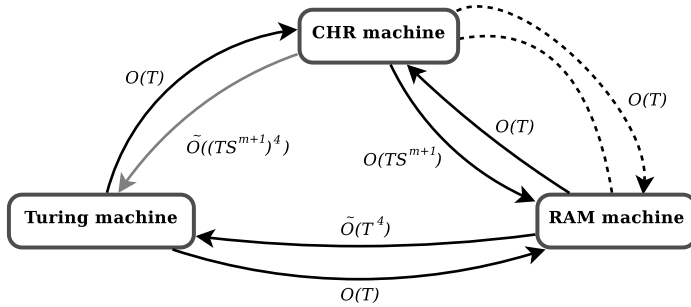 CHR machine
O(T)
O(T)
O(T)
Õ((TS^{m+1})^4)
O(TS^{m+1})
Turing machine
RAM machine
Õ(T^4)
O(T)